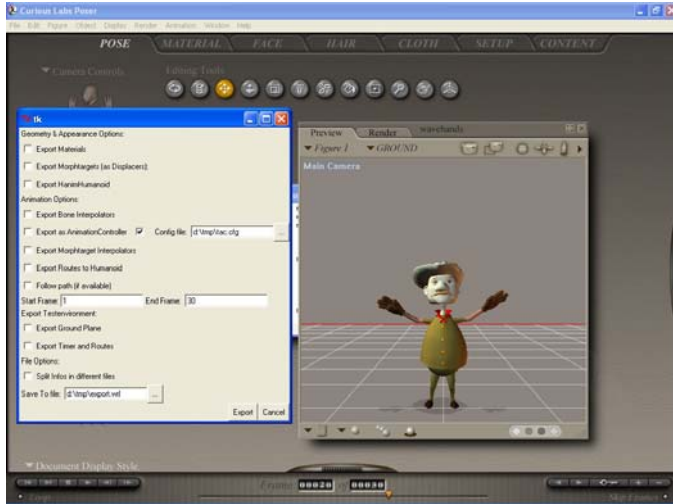 Curious Labs Poser
File Edit Figure Object Display Render Animation Window Help
POSE MATERIAL FACE HAIR CLOTH SETUP CONTENT
Camera Controls Editing Tools
tk
Geometry & Appearance Options:
Export Materials
Export Morphtargets (as Displacers)
Export HanimHumanoid
Animation Options:
Export Bone Interpolators
Export as AnimationController Config file: d:\tmp\tac.cfg ...
Export Morphtarget Interpolators
Export Routes to Humanoid
Follow path (if available)
Start Frame: 1 End Frame: 30
Export Testenvironment:
Export Ground Plane
Export Timer and Routes
File Options:
Split Infos in different files
Save To file: d:\tmp\export.wrl ...
Export Cancel
Preview Render wavehands
Figure 1 GROUND
Main Camera
Document Display Style
Loop Frame 00020 of 00030 Skip Frames